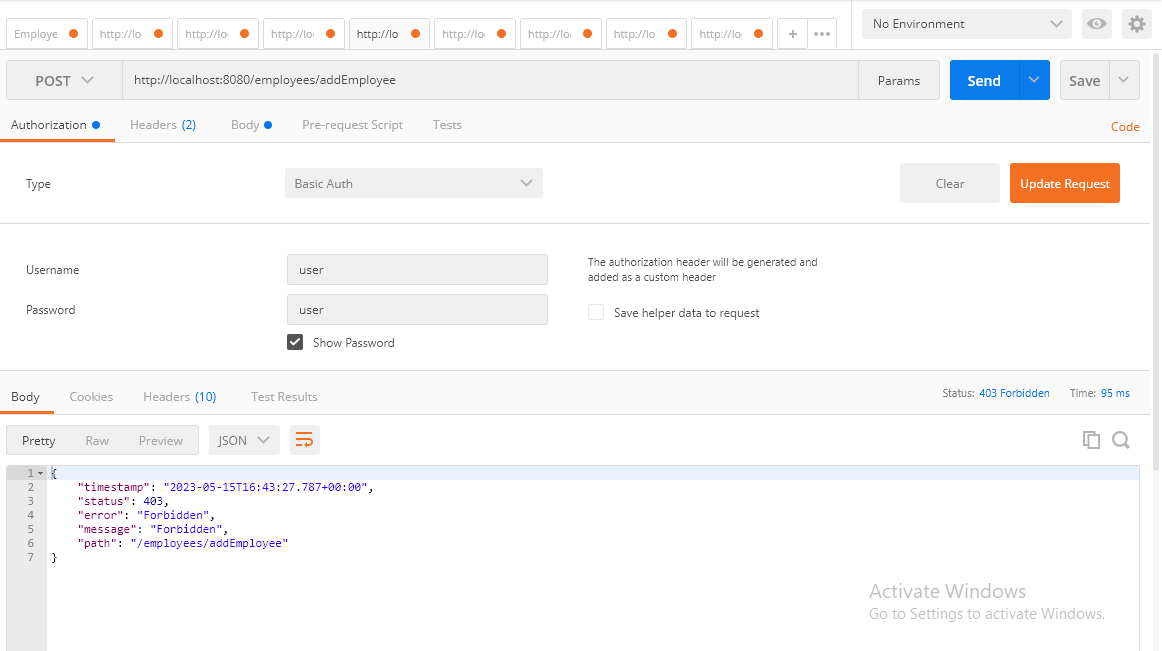 Employe http://lo http://lo http://lo http://lo http://lo http://lo http://lo http://lo + ••• No Environment
POST http://localhost:8080/employees/addEmployee Params Send Save
Authorization Headers (2) Body Pre-request Script Tests Code
Type Basic Auth Clear Update Request
Username user The authorization header will be generated and
added as a custom header
Password user Save helper data to request
Show Password
Body Cookies Headers (10) Test Results Status: 403 Forbidden Time: 95 ms
Pretty Raw Preview JSON
1 {
2 "timestamp": "2023-05-15T16:43:27.787+00:00",
3 "status": 403,
4 "error": "Forbidden",
5 "message": "Forbidden",
6 "path": "/employees/addEmployee"
7 }
Activate Windows
Go to Settings to activate Windows.